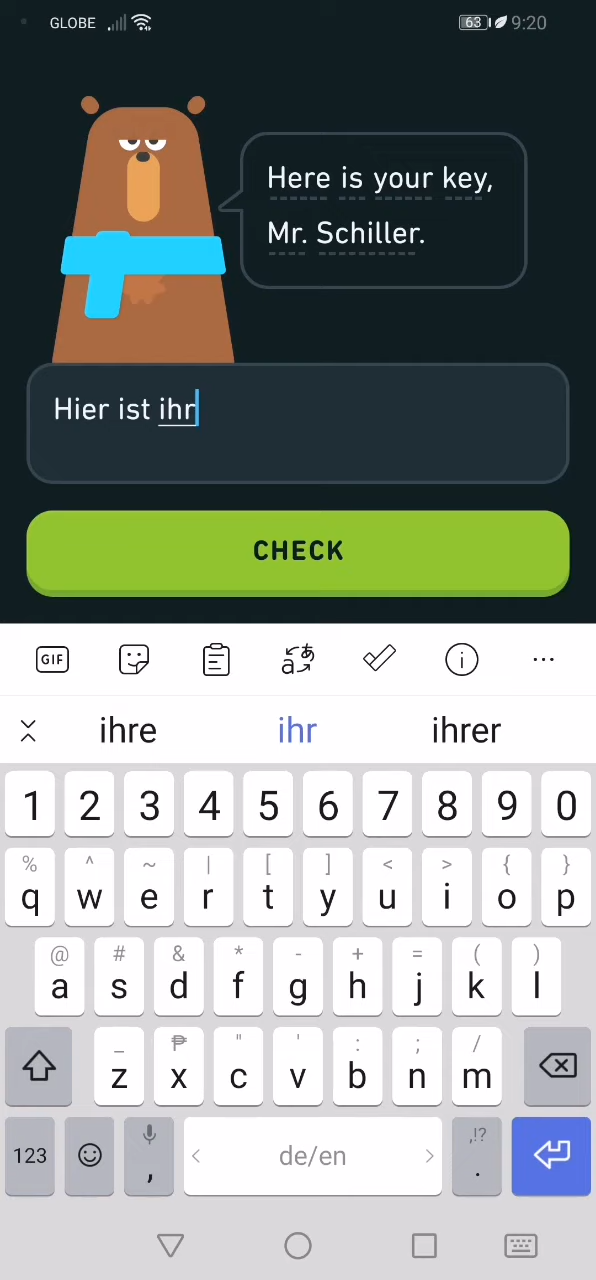 GLOBE 63 9:20
Here is your key,
Mr. Schiller.
Hier ist ihr
CHECK
GIF
ihre ihr ihrer
1 2 3 4 5 6 7 8 9 0
% ^ ~ | [ ] < > { }
q w e r t y u i o p
@ # & * - + = ( )
a s d f g h j k l
_ ₱ " ' : ; /
z x c v b n m
123 , < de/en > ,!? .